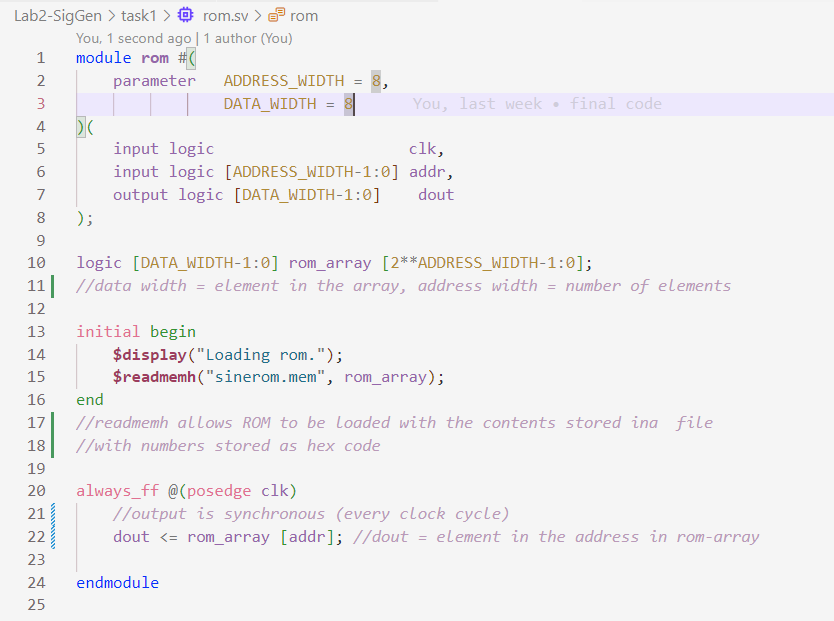 Lab2-SigGen > task1 > rom.sv > rom
You, 1 second ago | 1 author (You)
1 module rom #(
2 parameter ADDRESS_WIDTH = 8,
3 DATA_WIDTH = 8 You, last week • final code
4 )(
5 input logic clk,
6 input logic [ADDRESS_WIDTH-1:0] addr,
7 output logic [DATA_WIDTH-1:0] dout
8 );
9
10 logic [DATA_WIDTH-1:0] rom_array [2**ADDRESS_WIDTH-1:0];
11 //data width = element in the array, address width = number of elements
12
13 initial begin
14 $display("Loading rom.");
15 $readmemh("sinerom.mem", rom_array);
16 end
17 //readmemh allows ROM to be loaded with the contents stored ina  file
18 //with numbers stored as hex code
19
20 always_ff @(posedge clk)
21 //output is synchronous (every clock cycle)
22 dout <= rom_array [addr]; //dout = element in the address in rom-array
23
24 endmodule
25